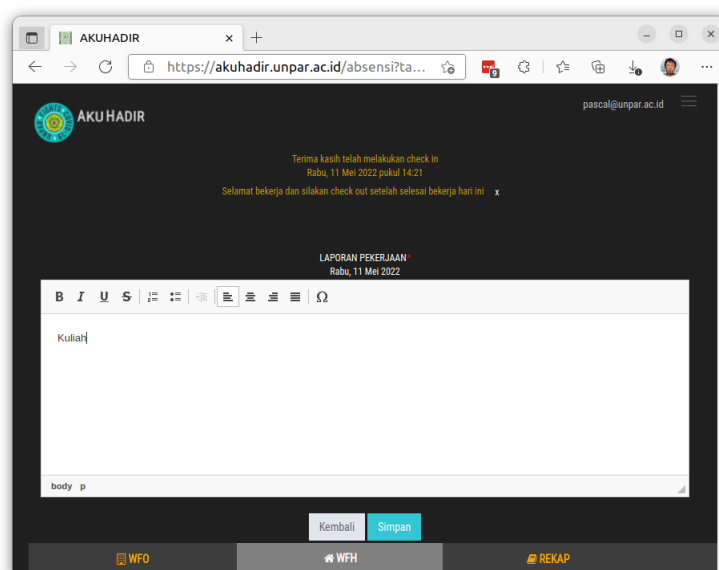 AKUHADIR
https://akuhadir.unpar.ac.id/absensi?ta...
9
AKU HADIR
pascal@unpar.ac.id
Terima kasih telah melakukan check in
Rabu, 11 Mei 2022 pukul 14:21
Selamat bekerja dan silakan check out setelah selesai bekerja hari ini x
LAPORAN PEKERJAAN*
Rabu, 11 Mei 2022
B I U S Ω
Kuliah
body p
Kembali Simpan
WFO WFH REKAP